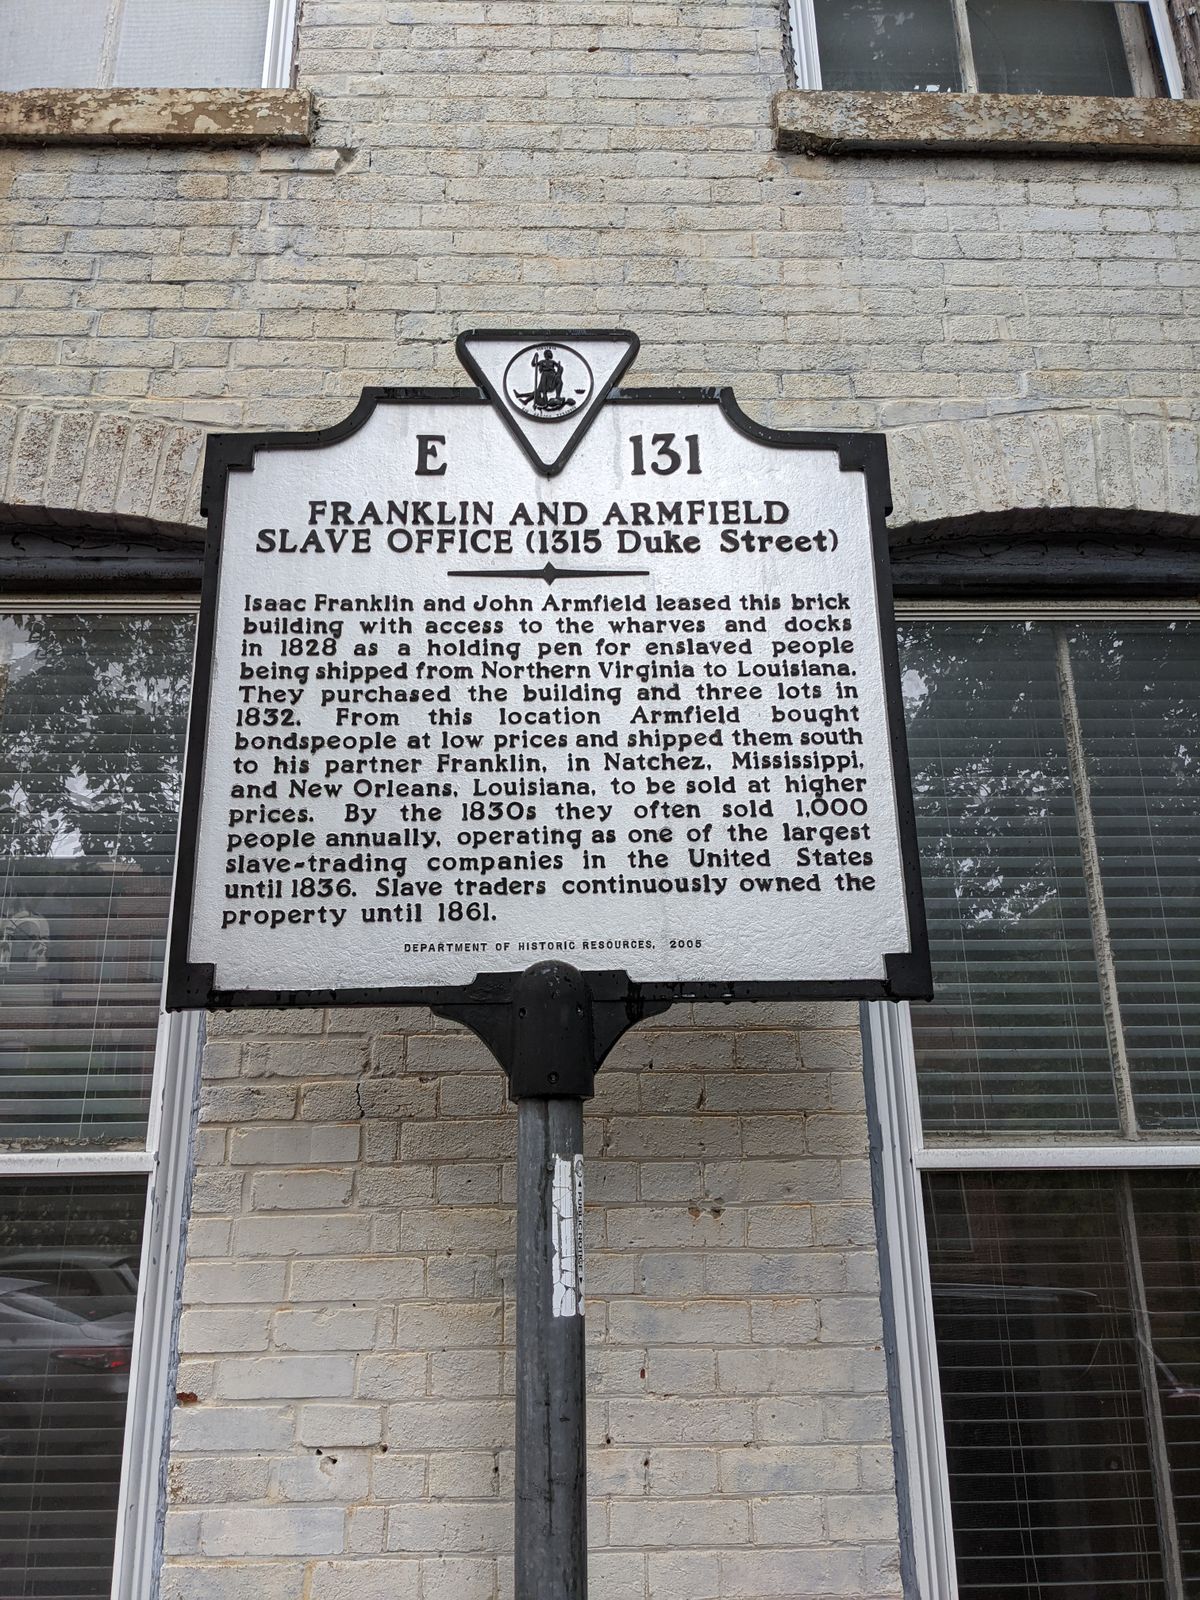 E 131
FRANKLIN AND ARMFIELD
SLAVE OFFICE (1315 Duke Street)
Isaac Franklin and John Armfield leased this brick
building with access to the wharves and docks
in 1828 as a holding pen for enslaved people
being shipped from Northern Virginia to Louisiana.
They purchased the building and three lots in
1832. From this location Armfield bought
bondspeople at low prices and shipped them south
to his partner Franklin, in Natchez, Mississippi,
and New Orleans, Louisiana, to be sold at higher
prices. By the 1830s they often sold 1,000
people annually, operating as one of the largest
slave-trading companies in the United States
until 1836. Slave traders continuously owned the
property until 1861.
DEPARTMENT OF HISTORIC RESOURCES, 2005
PUBLIC NOTICE